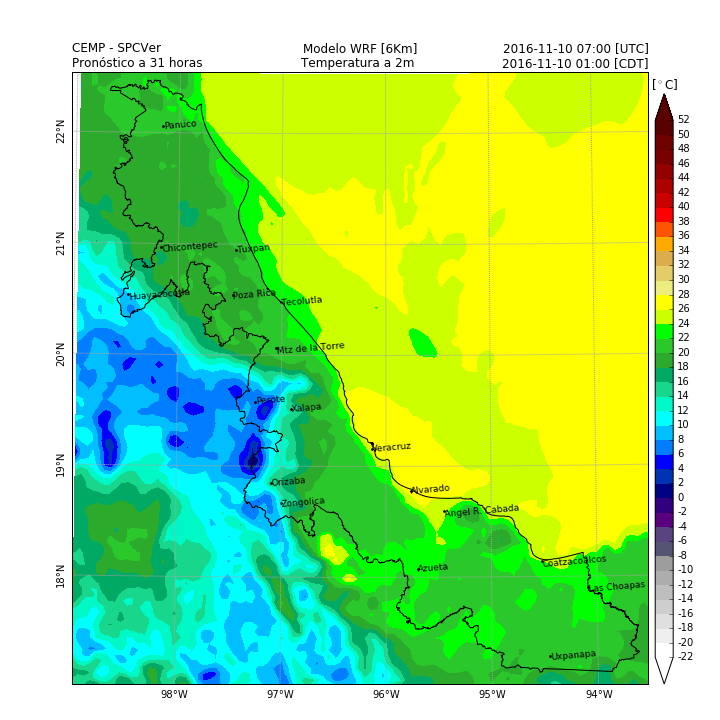 CEMP - SPCVer
Modelo WRF [6Km]
2016-11-10 07:00 [UTC]
Pronóstico a 31 horas
Temperatura a 2m
2016-11-10 01:00 [CDT]
[°C]
22°N
21°N
20°N
19°N
18°N
98°W
97°W
96°W
95°W
94°W
Panuco
Chicontepec
Tuxpan
Huayacocotla
Poza Rica
Tecolutla
Mtz de la Torre
Perote
Xalapa
Veracruz
Orizaba
Alvarado
Zongolica
Angel R. Cabada
Azueta
Coatzacoalcos
Las Choapas
Uxpanapa
52
50
48
46
44
42
40
38
36
34
32
30
28
26
24
22
20
18
16
14
12
10
8
6
4
2
0
-2
-4
-6
-8
-10
-12
-14
-16
-18
-20
-22